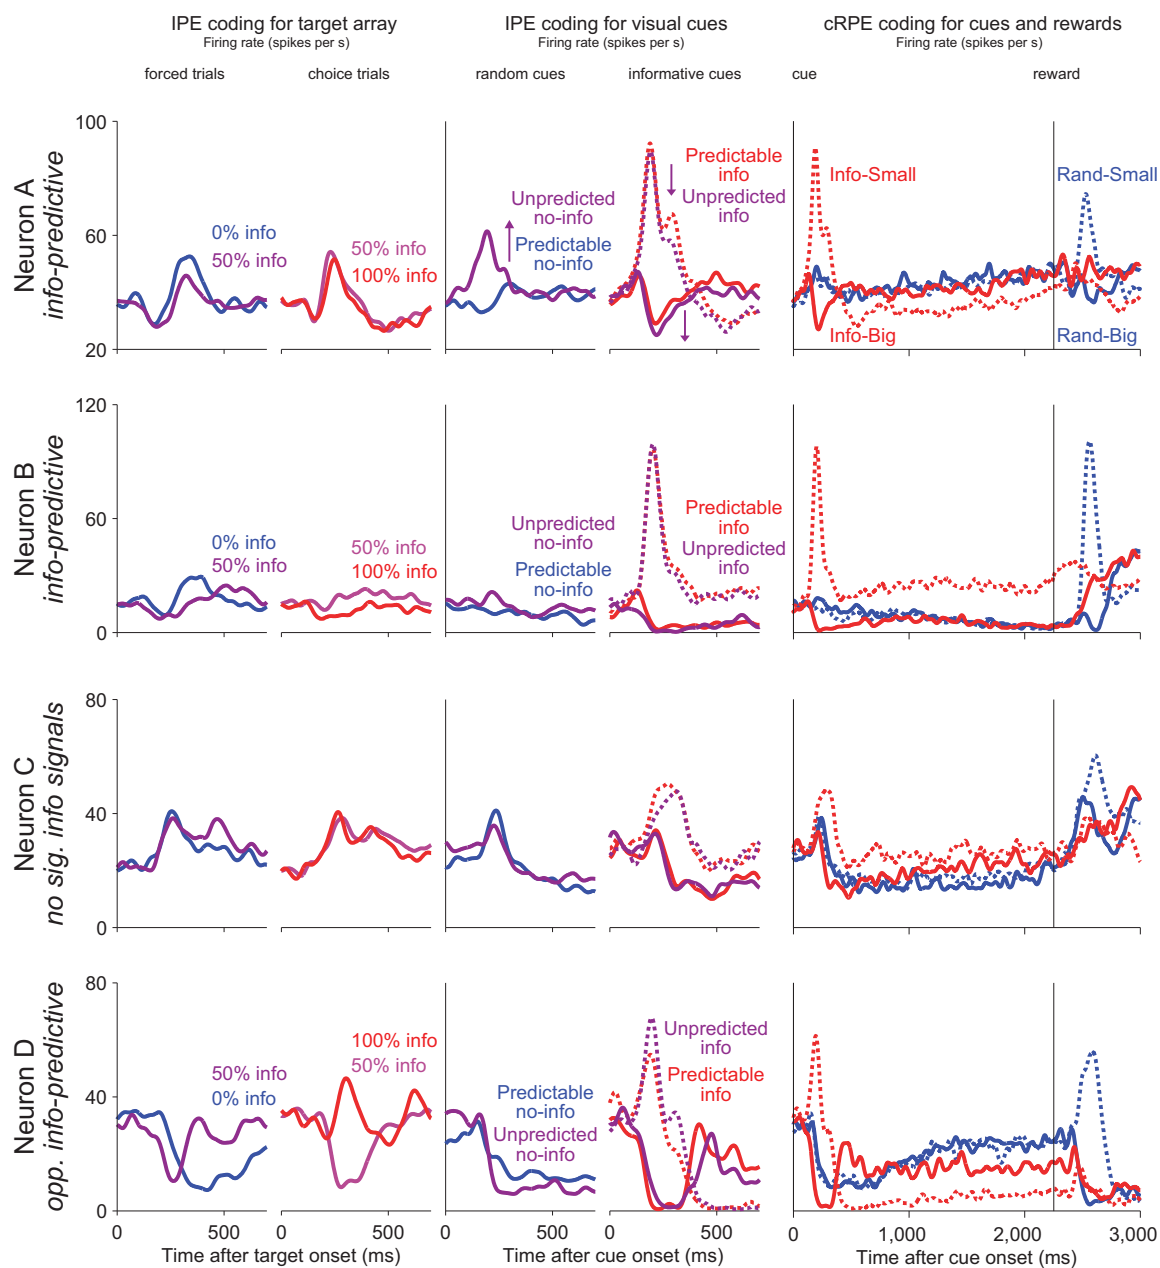 IPE coding for target array
Firing rate (spikes per s)
forced trials
choice trials
IPE coding for visual cues
Firing rate (spikes per s)
random cues
informative cues
cRPE coding for cues and rewards
Firing rate (spikes per s)
cue
reward
Neuron A
info-predictive
100
60
20
0% info
50% info
50% info
100% info
Unpredicted
no-info
Predictable
no-info
Predictable
info
Unpredicted
info
Info-Small
Info-Big
Rand-Small
Rand-Big
Neuron B
info-predictive
120
60
0
0% info
50% info
50% info
100% info
Unpredicted
no-info
Predictable
no-info
Predictable
info
Unpredicted
info
Neuron C
no sig. info signals
80
40
0
Neuron D
opp. info-predictive
80
40
0
50% info
0% info
100% info
50% info
Predictable
no-info
Unpredicted
no-info
Unpredicted
info
Predictable
info
0
500
0
500
0
500
0
500
0
1,000
2,000
3,000
Time after target onset (ms)
Time after cue onset (ms)
Time after cue onset (ms)